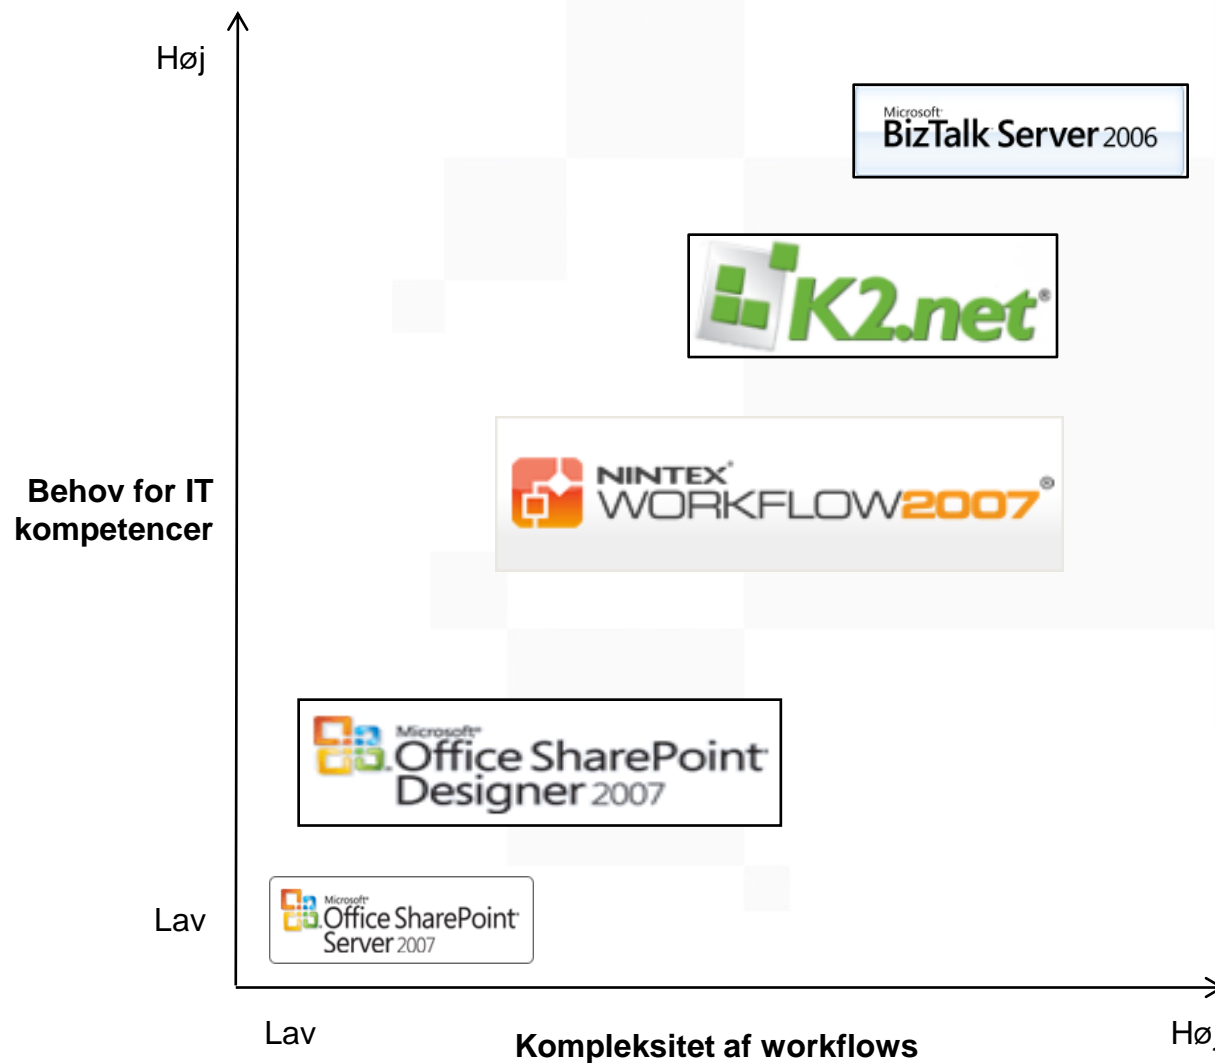 Høj
Microsoft
BizTalk Server 2006
K2.net®
Behov for IT
kompetencer
NINTEX®
WORKFLOW2007®
Microsoft®
Office SharePoint
Designer 2007
Lav
Microsoft®
Office SharePoint
Server 2007
Lav
Kompleksitet af workflows
Høj